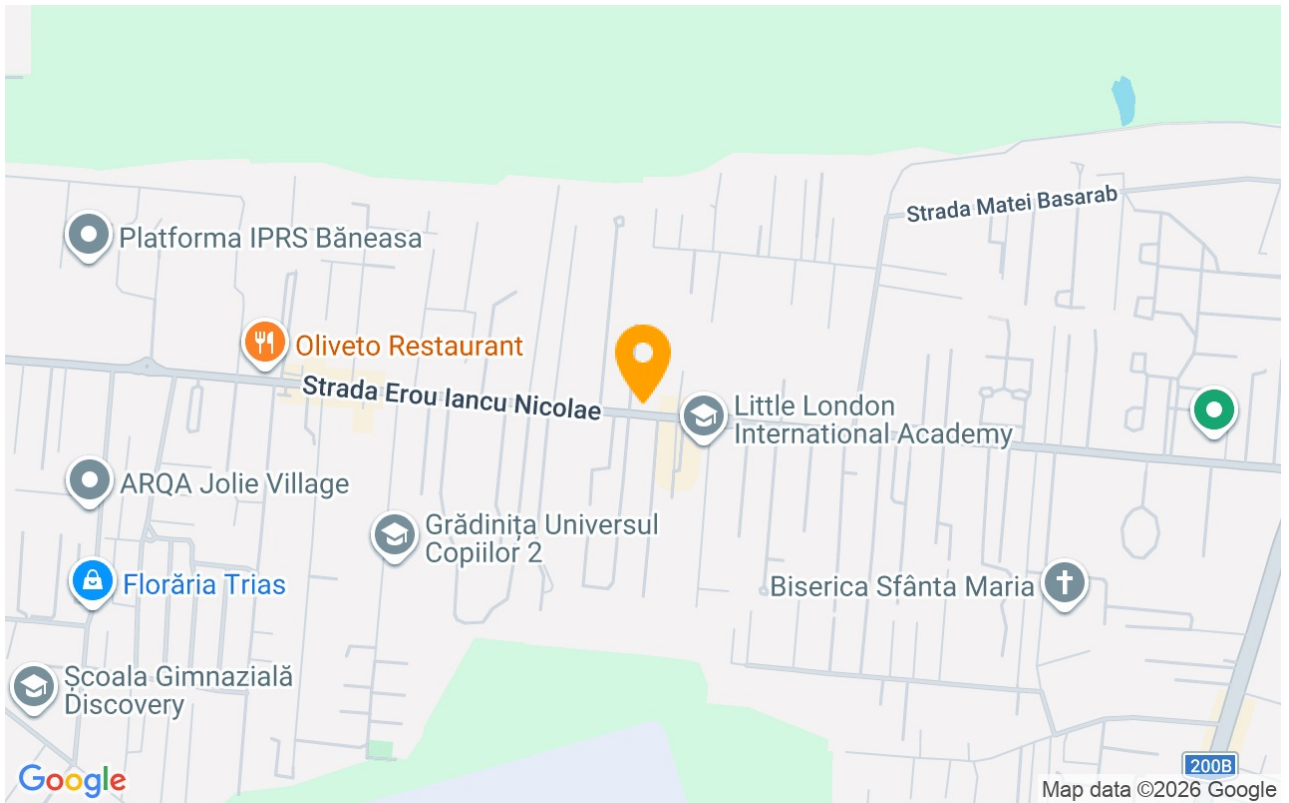 Strada Matei Basarab
Platforma IPRS Băneasa
Oliveto Restaurant
Strada Erou Iancu Nicolae
Little London
International Academy
ARQA Jolie Village
Grădinița Universul
Copiilor 2
Florăria Trias
Biserica Sfânta Maria
Școala Gimnazială
Discovery
200B
Google
Map data ©2026 Google